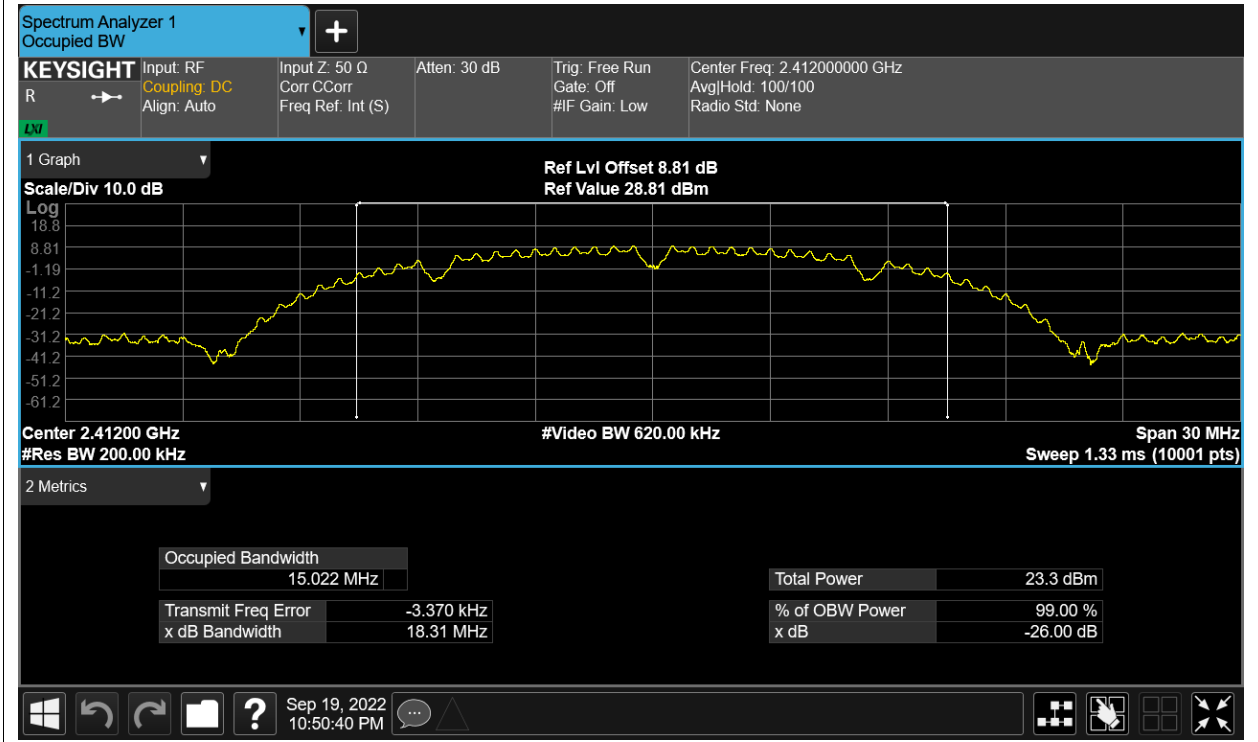 Spectrum Analyzer 1
Occupied BW
KEYSIGHT
R
LXI
Input: RF
Coupling: DC
Align: Auto
Input Z: 50 Ω
Corr CCorr
Freq Ref: Int (S)
Atten: 30 dB
Trig: Free Run
Gate: Off
#IF Gain: Low
Center Freq: 2.412000000 GHz
Avg|Hold: 100/100
Radio Std: None
1 Graph
Scale/Div 10.0 dB
Ref Lvl Offset 8.81 dB
Ref Value 28.81 dBm
Log
18.8
8.81
-1.19
-11.2
-21.2
-31.2
-41.2
-51.2
-61.2
Center 2.41200 GHz
#Video BW 620.00 kHz
Span 30 MHz
#Res BW 200.00 kHz
Sweep 1.33 ms (10001 pts)
2 Metrics
Occupied Bandwidth
15.022 MHz
Total Power 23.3 dBm
Transmit Freq Error -3.370 kHz
% of OBW Power 99.00 %
x dB Bandwidth 18.31 MHz
x dB -26.00 dB
?
Sep 19, 2022
10:50:40 PM